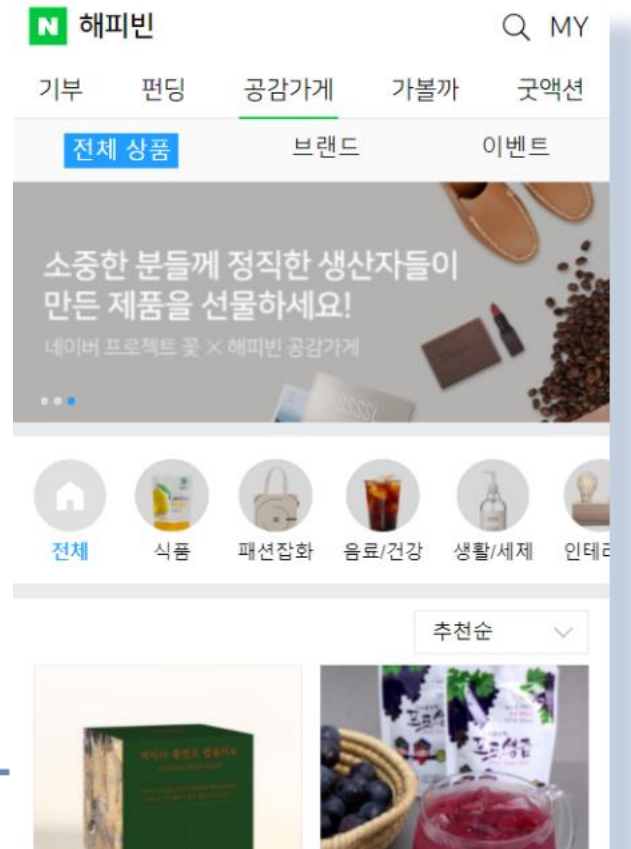 N 해피빈 MY
기부 펀딩 공감가게 가볼까 굿액션
전체 상품 브랜드 이벤트
소중한 분들께 정직한 생산자들이
만든 제품을 선물하세요!
네이버 프로젝트 꽃 × 해피빈 공감가게
전체 식품 패션잡화 음료/건강 생활/세제 인테리
추천순